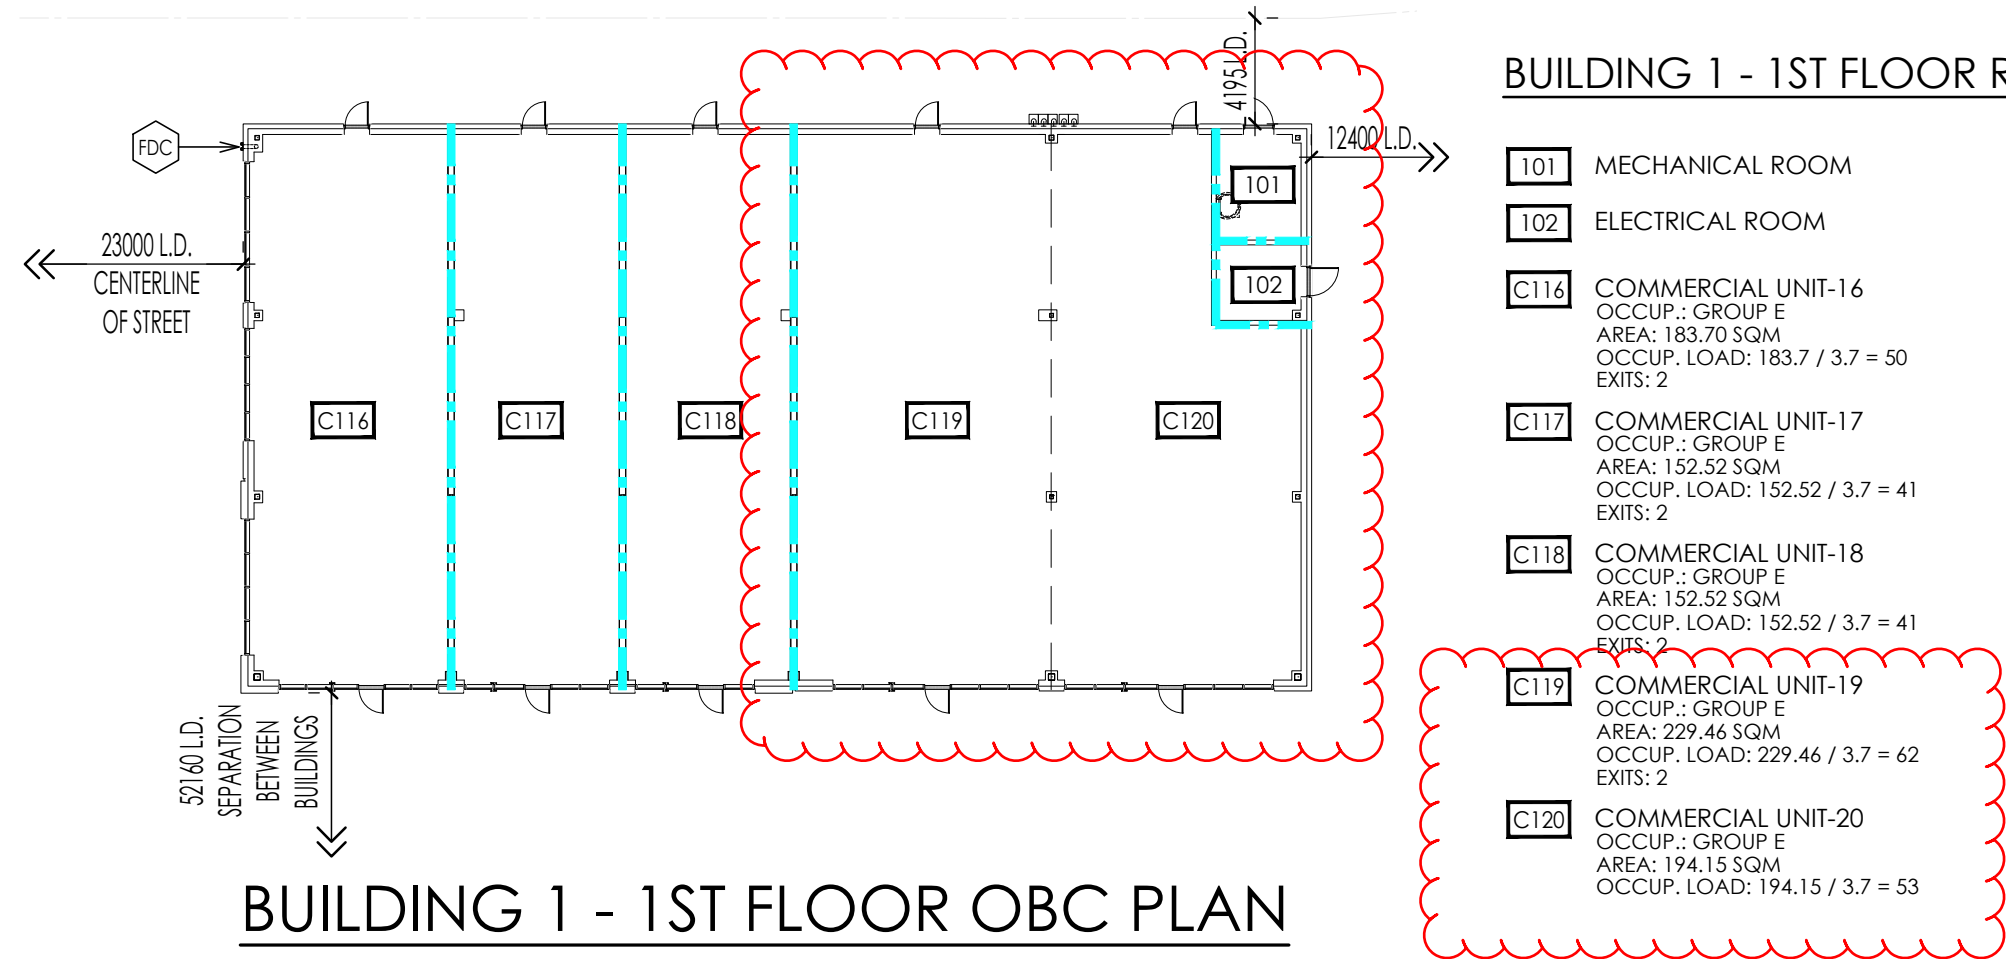 4195 L.D.
BUILDING 1 - 1ST FLOOR R
FDC
12400 L.D.
101
102
23000 L.D.
CENTERLINE
OF STREET
C116
C117
C118
C119
C120
52160 L.D.
SEPARATION
BETWEEN
BUILDINGS
BUILDING 1 - 1ST FLOOR OBC PLAN
101 MECHANICAL ROOM
102 ELECTRICAL ROOM
C116 COMMERCIAL UNIT-16
OCCUP.: GROUP E
AREA: 183.70 SQM
OCCUP. LOAD: 183.7 / 3.7 = 50
EXITS: 2
C117 COMMERCIAL UNIT-17
OCCUP.: GROUP E
AREA: 152.52 SQM
OCCUP. LOAD: 152.52 / 3.7 = 41
EXITS: 2
C118 COMMERCIAL UNIT-18
OCCUP.: GROUP E
AREA: 152.52 SQM
OCCUP. LOAD: 152.52 / 3.7 = 41
EXITS: 2
C119 COMMERCIAL UNIT-19
OCCUP.: GROUP E
AREA: 229.46 SQM
OCCUP. LOAD: 229.46 / 3.7 = 62
EXITS: 2
C120 COMMERCIAL UNIT-20
OCCUP.: GROUP E
AREA: 194.15 SQM
OCCUP. LOAD: 194.15 / 3.7 = 53